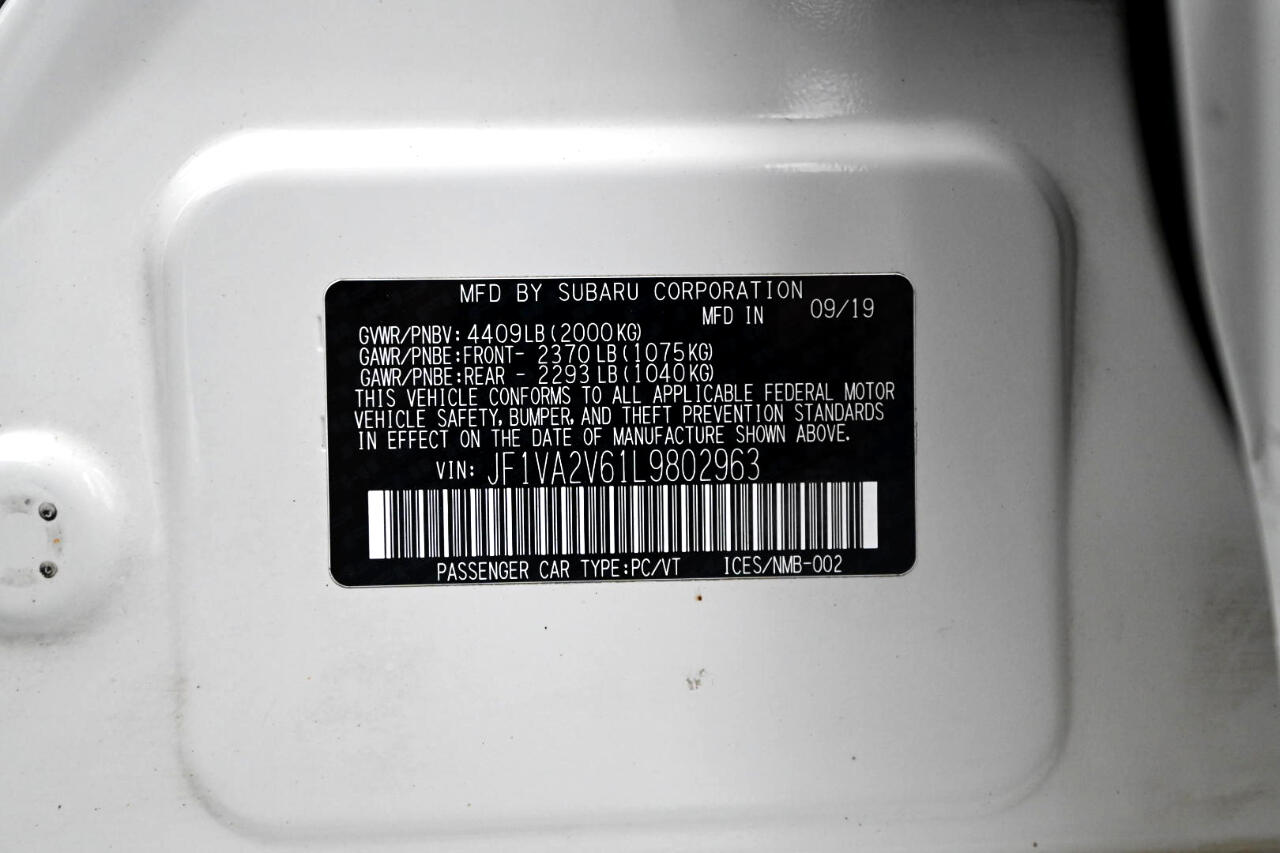 MFD BY SUBARU CORPORATION
MFD IN 09/19
GVWR/PNBV: 4409LB(2000KG)
GAWR/PNBE:FRONT- 2370LB(1075KG)
GAWR/PNBE:REAR - 2293LB(1040KG)
THIS VEHICLE CONFORMS TO ALL APPLICABLE FEDERAL MOTOR
VEHICLE SAFETY, BUMPER, AND THEFT PREVENTION STANDARDS
IN EFFECT ON THE DATE OF MANUFACTURE SHOWN ABOVE.
VIN: JF1VA2V61L9802963
PASSENGER CAR TYPE:PC/VT ICES/NMB-002